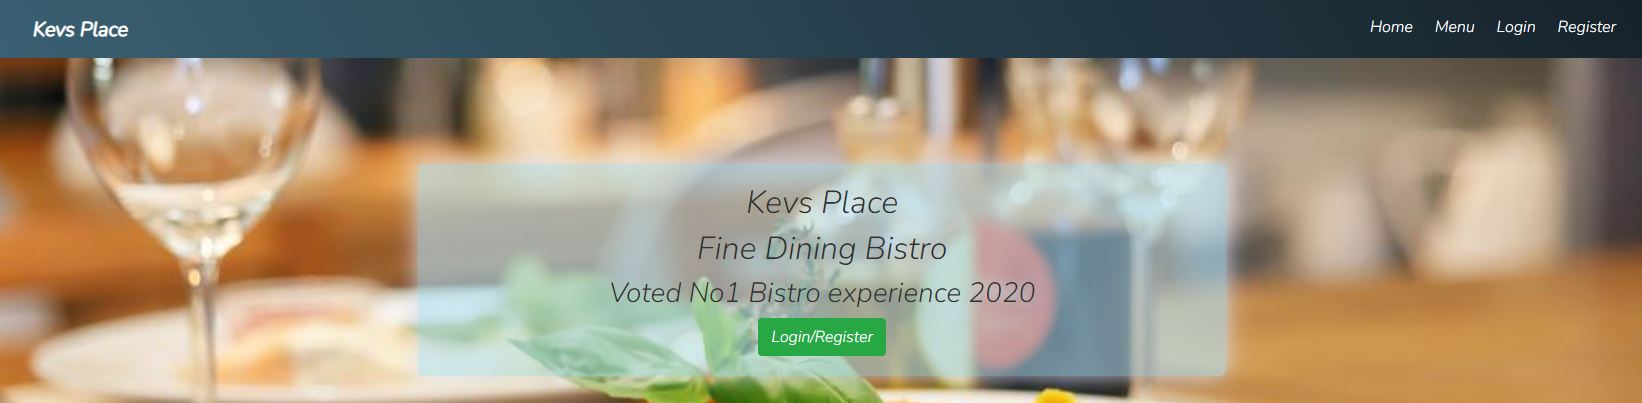 Kevs Place
Home Menu Login Register
Kevs Place
Fine Dining Bistro
Voted No1 Bistro experience 2020
Login/Register